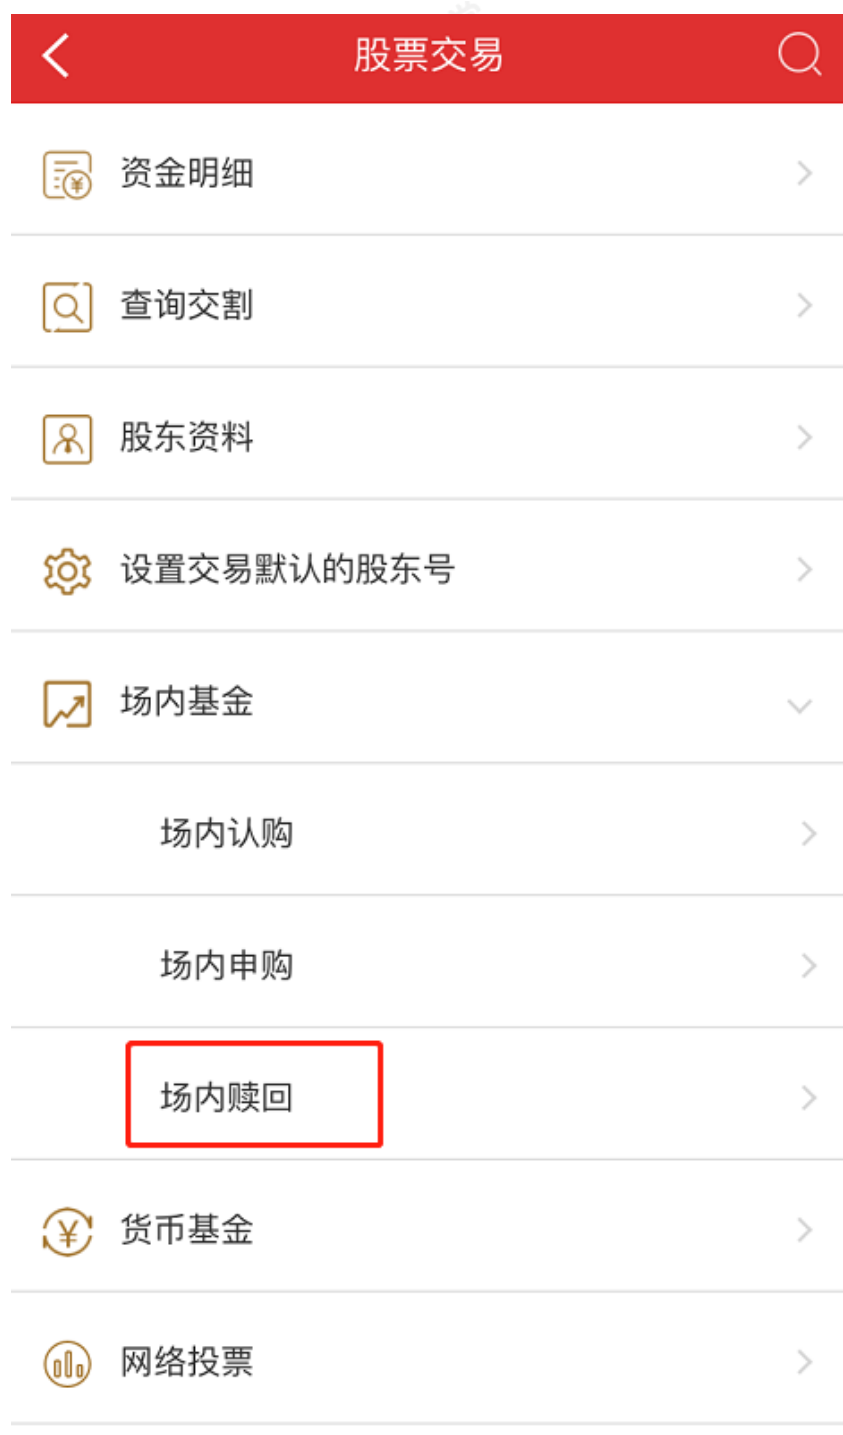 股票交易
资金明细
查询交割
股东资料
设置交易默认的股东号
场内基金
场内认购
场内申购
场内赎回
货币基金
网络投票